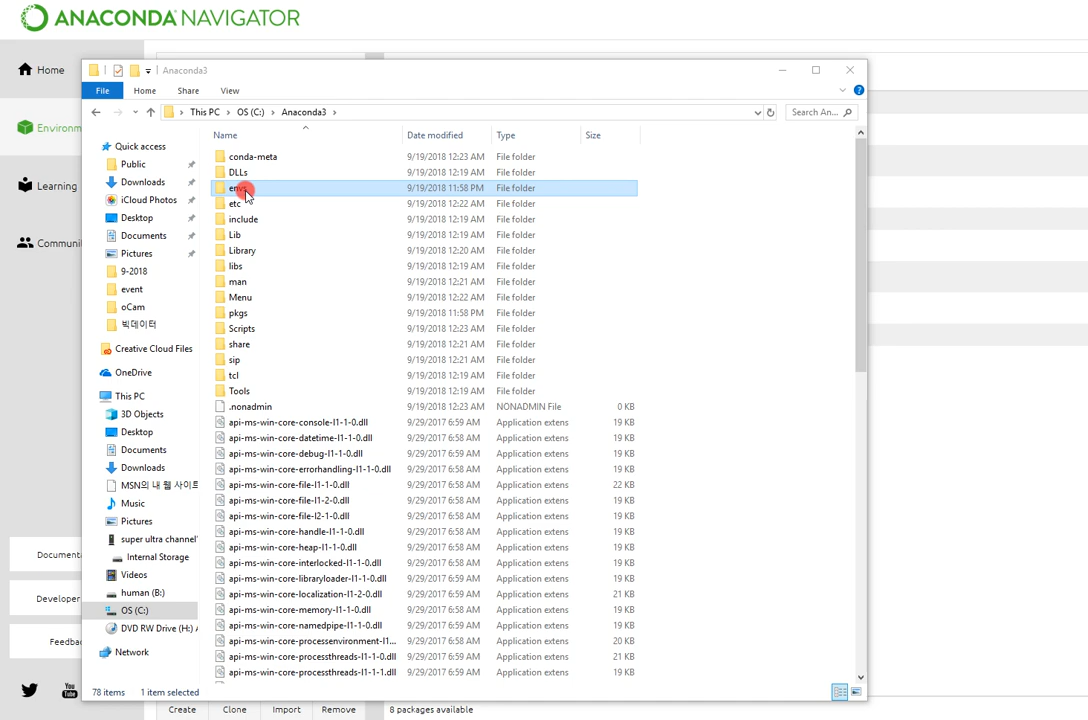 ANACONDA NAVIGATOR
Home
Learning
Anaconda3
File Home Share View
This PC OS (C:) Anaconda3
Search An...
Name Date modified Type Size
Quick access
Public
Downloads
iCloud Photos
Desktop
Documents
Pictures
9-2018
event
oCam
빅데이터
Creative Cloud Files
OneDrive
This PC
3D Objects
Desktop
Documents
Downloads
MSN의 내 웹
Music
Pictures
super ultra channel'
Internal Storage
Videos
human (B:)
OS (C:)
DVD RW Drive (H:)
Network
conda-meta 9/19/2018 12:23 AM File folder
DLLs 9/19/2018 12:19 AM File folder
envs 9/19/2018 11:58 PM File folder
etc 9/19/2018 12:22 AM File folder
include 9/19/2018 12:19 AM File folder
Lib 9/19/2018 12:19 AM File folder
Library 9/19/2018 12:20 AM File folder
libs 9/19/2018 12:19 AM File folder
man 9/19/2018 12:21 AM File folder
Menu 9/19/2018 12:22 AM File folder
pkgs 9/19/2018 11:58 PM File folder
Scripts 9/19/2018 12:23 AM File folder
share 9/19/2018 12:21 AM File folder
sip 9/19/2018 12:21 AM File folder
tcl 9/19/2018 12:19 AM File folder
Tools 9/19/2018 12:19 AM File folder
.nonadmin 9/19/2018 12:23 AM NONADMIN File 0 KB
api-ms-win-core-console-l1-1-0.dll 9/29/2017 6:59 AM Application extens 19 KB
api-ms-win-core-datetime-l1-1-0.dll 9/29/2017 6:58 AM Application extens 19 KB
api-ms-win-core-debug-l1-1-0.dll 9/29/2017 6:59 AM Application extens 19 KB
api-ms-win-core-errorhandling-l1-1-0.dll 9/29/2017 6:58 AM Application extens 19 KB
api-ms-win-core-file-l1-1-0.dll 9/29/2017 6:58 AM Application extens 22 KB
api-ms-win-core-file-l1-2-0.dll 9/29/2017 6:58 AM Application extens 19 KB
api-ms-win-core-file-l2-1-0.dll 9/29/2017 6:58 AM Application extens 19 KB
api-ms-win-core-handle-l1-1-0.dll 9/29/2017 6:58 AM Application extens 19 KB
api-ms-win-core-heap-l1-1-0.dll 9/29/2017 6:59 AM Application extens 19 KB
api-ms-win-core-interlocked-l1-1-0.dll 9/29/2017 6:58 AM Application extens 19 KB
api-ms-win-core-libraryloader-l1-1-0.dll 9/29/2017 6:59 AM Application extens 19 KB
api-ms-win-core-localization-l1-2-0.dll 9/29/2017 6:59 AM Application extens 21 KB
api-ms-win-core-memory-l1-1-0.dll 9/29/2017 6:58 AM Application extens 19 KB
api-ms-win-core-namedpipe-l1-1-0.dll 9/29/2017 6:59 AM Application extens 19 KB
api-ms-win-core-processenvironment-l1... 9/29/2017 6:58 AM Application extens 20 KB
api-ms-win-core-processthreads-l1-1-0.dll 9/29/2017 6:59 AM Application extens 21 KB
api-ms-win-core-processthreads-l1-1-1.dll 9/29/2017 6:59 AM Application extens 19 KB
78 items 1 item selected
Developer
You Tube
Create Clone Import Remove 8 packages available